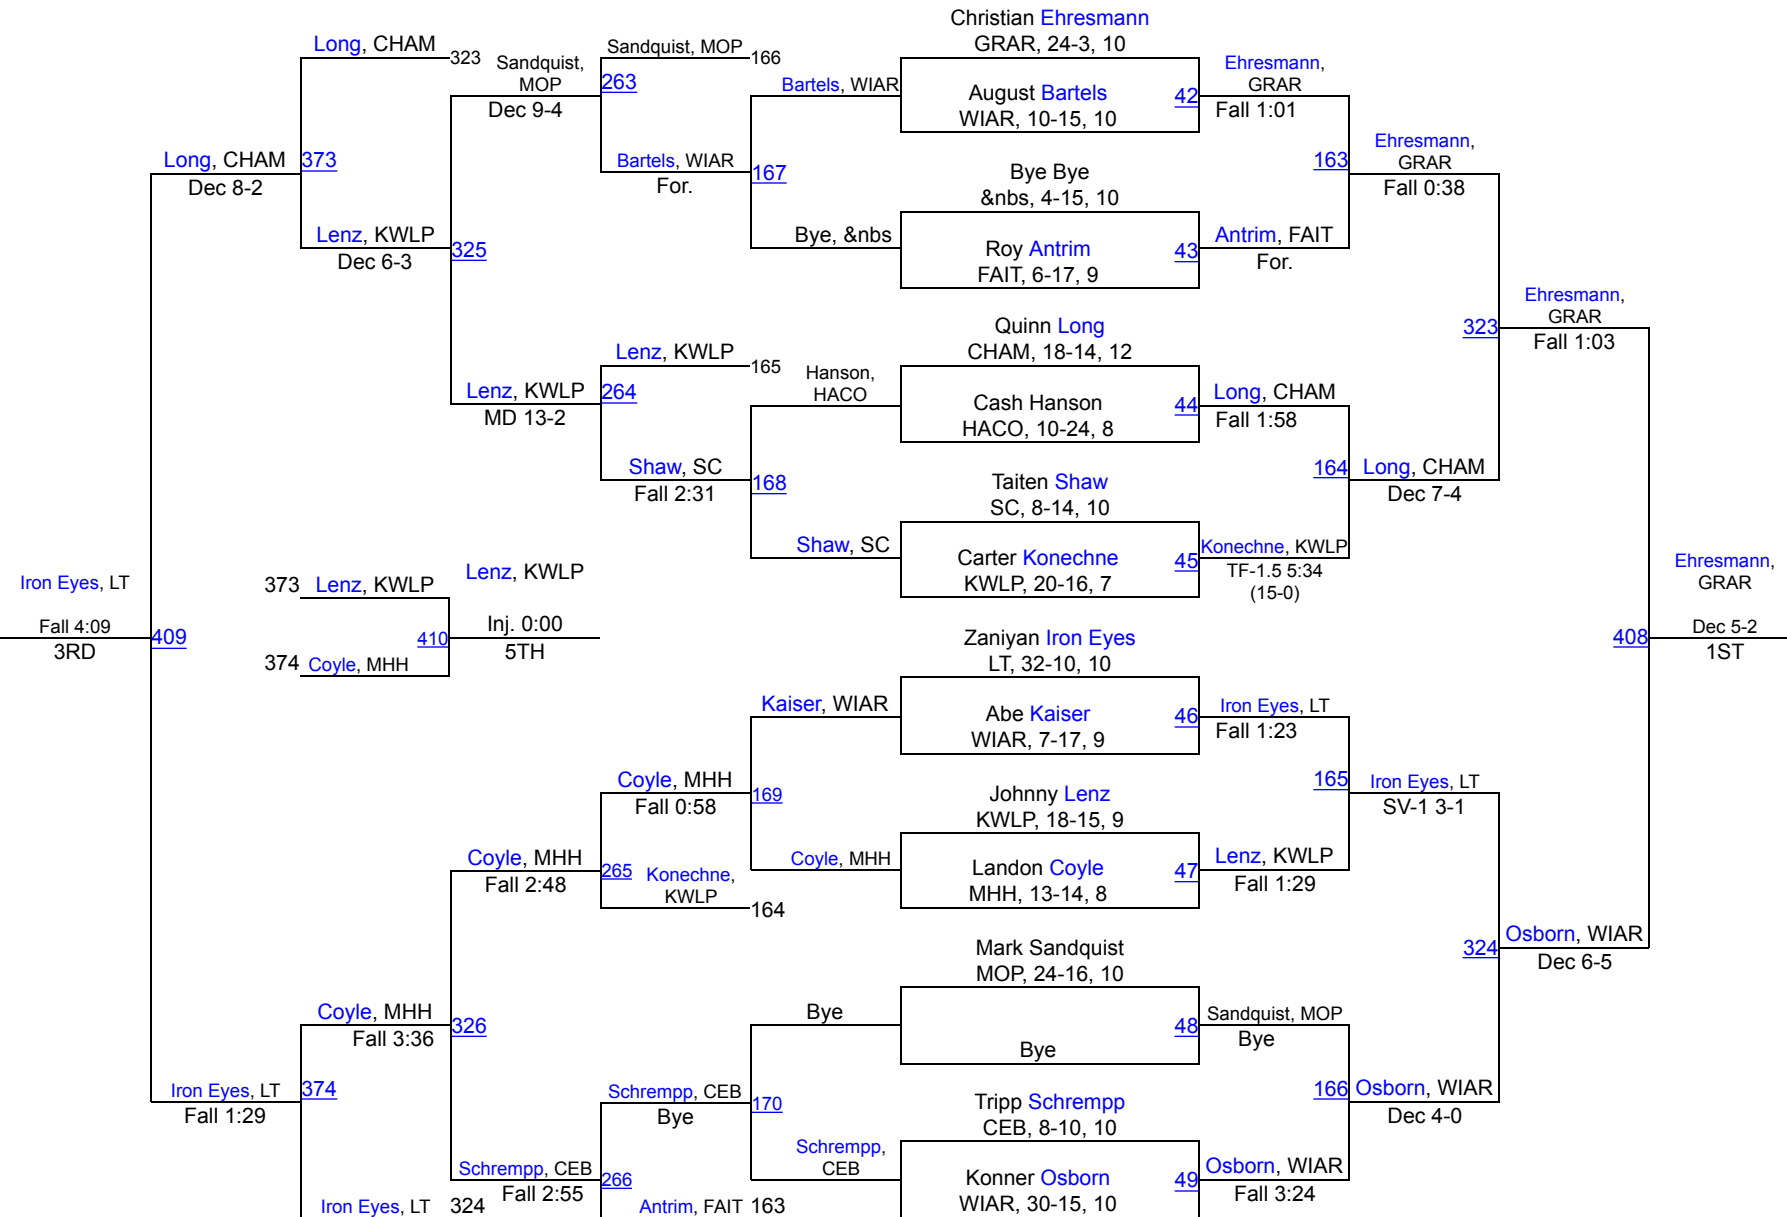 Christian Ehresmann
GRAR, 24-3, 10
Long, CHAM
323
Sandquist,
MOP
Dec 9-4
Sandquist, MOP
166
263
Bartels, WIAR
August Bartels
WIAR, 10-15, 10
42
Ehresmann,
GRAR
Fall 1:01
Long, CHAM
Dec 8-2
373
Bartels, WIAR
For.
167
Bye Bye
&nbs, 4-15, 10
163
Ehresmann,
GRAR
Fall 0:38
Lenz, KWLP
Dec 6-3
325
Bye, &nbs
Roy Antrim
FAIT, 6-17, 9
43
Antrim, FAIT
For.
Ehresmann,
GRAR
Fall 1:03
323
Quinn Long
CHAM, 18-14, 12
Lenz, KWLP
165
Hanson,
HACO
Lenz, KWLP
MD 13-2
264
Cash Hanson
HACO, 10-24, 8
44
Long, CHAM
Fall 1:58
Shaw, SC
Fall 2:31
168
Taiten Shaw
SC, 8-14, 10
164
Long, CHAM
Dec 7-4
Shaw, SC
Carter Konechne
KWLP, 20-16, 7
45
Konechne, KWLP
TF-1.5 5:34
(15-0)
Iron Eyes, LT
Fall 4:09
3RD
409
373
Lenz, KWLP
Lenz, KWLP
Inj. 0:00
5TH
410
374
Coyle, MHH
Ehresmann,
GRAR
Dec 5-2
1ST
408
Zaniyan Iron Eyes
LT, 32-10, 10
Kaiser, WIAR
Abe Kaiser
WIAR, 7-17, 9
46
Iron Eyes, LT
Fall 1:23
Coyle, MHH
Fall 0:58
169
Johnny Lenz
KWLP, 18-15, 9
165
Iron Eyes, LT
SV-1 3-1
Coyle, MHH
Fall 2:48
265
Konechne,
KWLP
164
Coyle, MHH
Landon Coyle
MHH, 13-14, 8
47
Lenz, KWLP
Fall 1:29
Mark Sandquist
MOP, 24-16, 10
324
Osborn, WIAR
Dec 6-5
Coyle, MHH
Fall 3:36
326
Bye
Bye
48
Sandquist, MOP
Bye
Iron Eyes, LT
Fall 1:29
374
Schrempp, CEB
Bye
170
Tripp Schrempp
CEB, 8-10, 10
166
Osborn, WIAR
Dec 4-0
Schrempp, CEB
Fall 2:55
266
Schrempp,
CEB
Konner Osborn
WIAR, 30-15, 10
49
Osborn, WIAR
Fall 3:24
Iron Eyes, LT
324
Antrim, FAIT
163